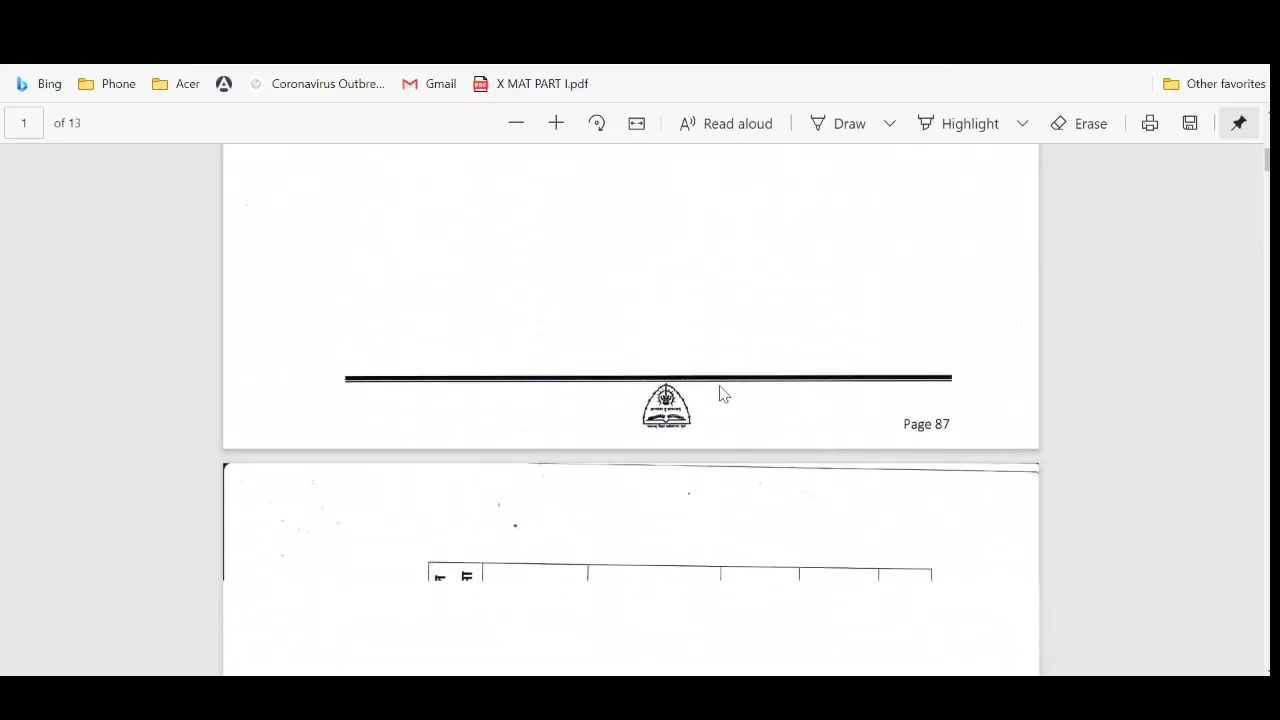 Bing Phone Acer Coronavirus Outbre... Gmail X MAT PART I.pdf Other favorites
1 of 13 Read aloud Draw Highlight Erase
Page 87